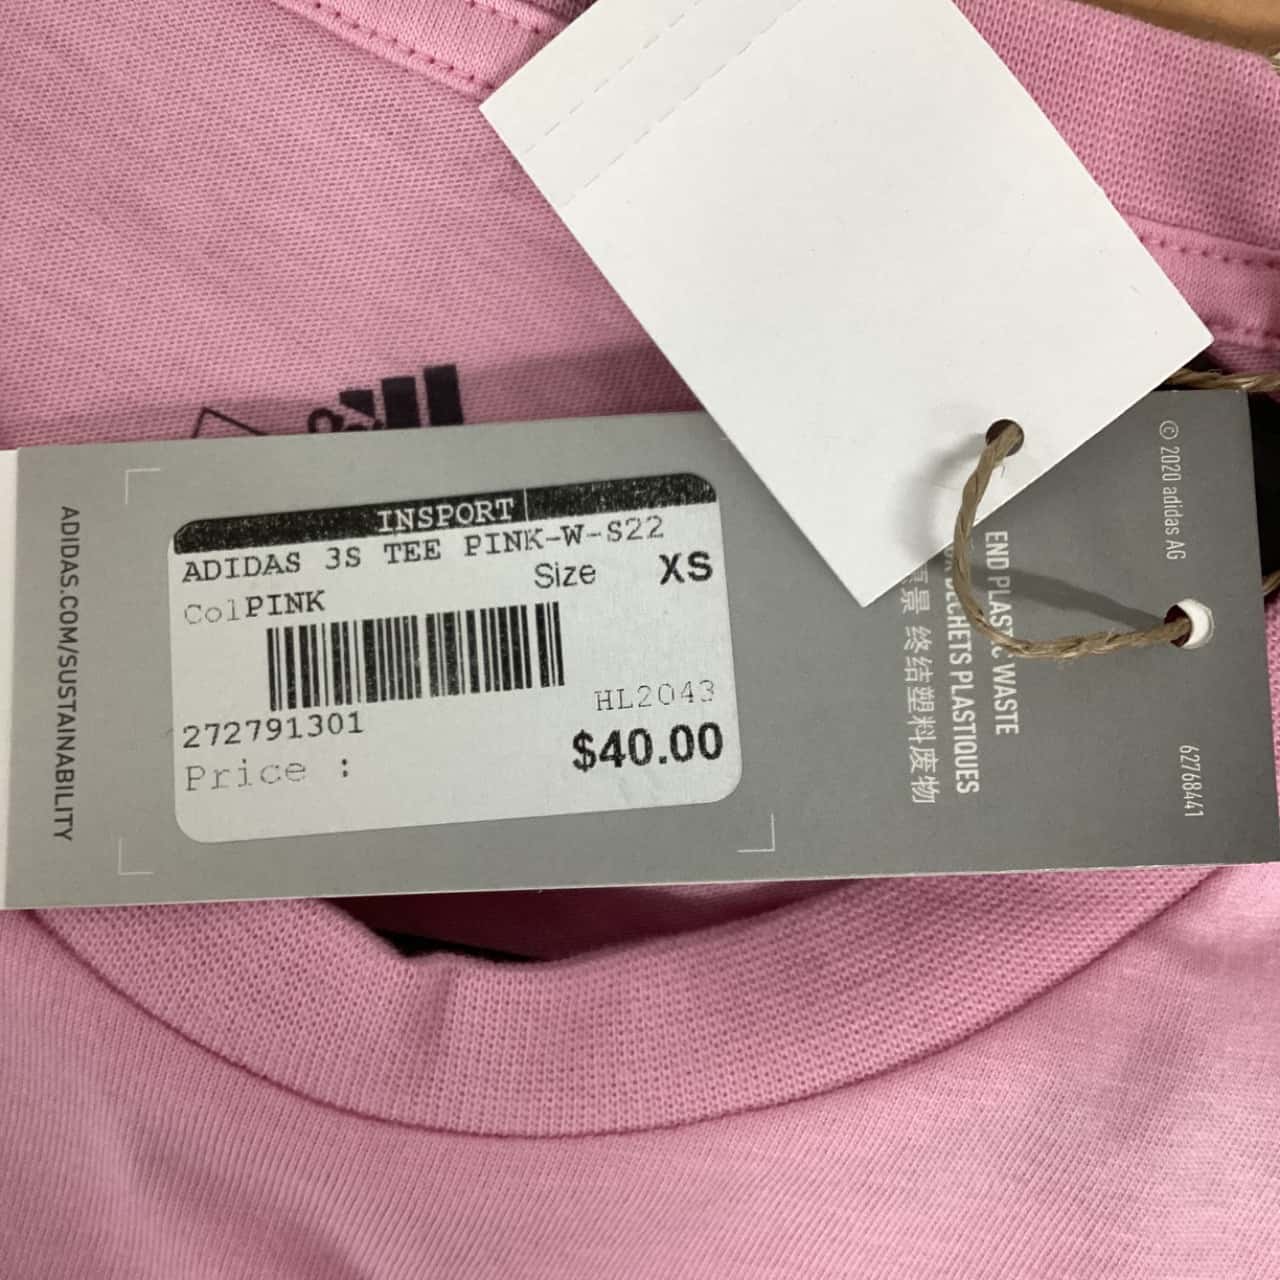 INSPORT
ADIDAS 3S TEE PINK-W-S22
Size XS
ColPINK
HL2043
272791301
Price :
$40.00
ADIDAS.COM/SUSTAINABILITY
© 2020 adidas AG
END PLASTIC WASTE
DÉCHETS PLASTIQUES
景 终结塑料废物
62768441